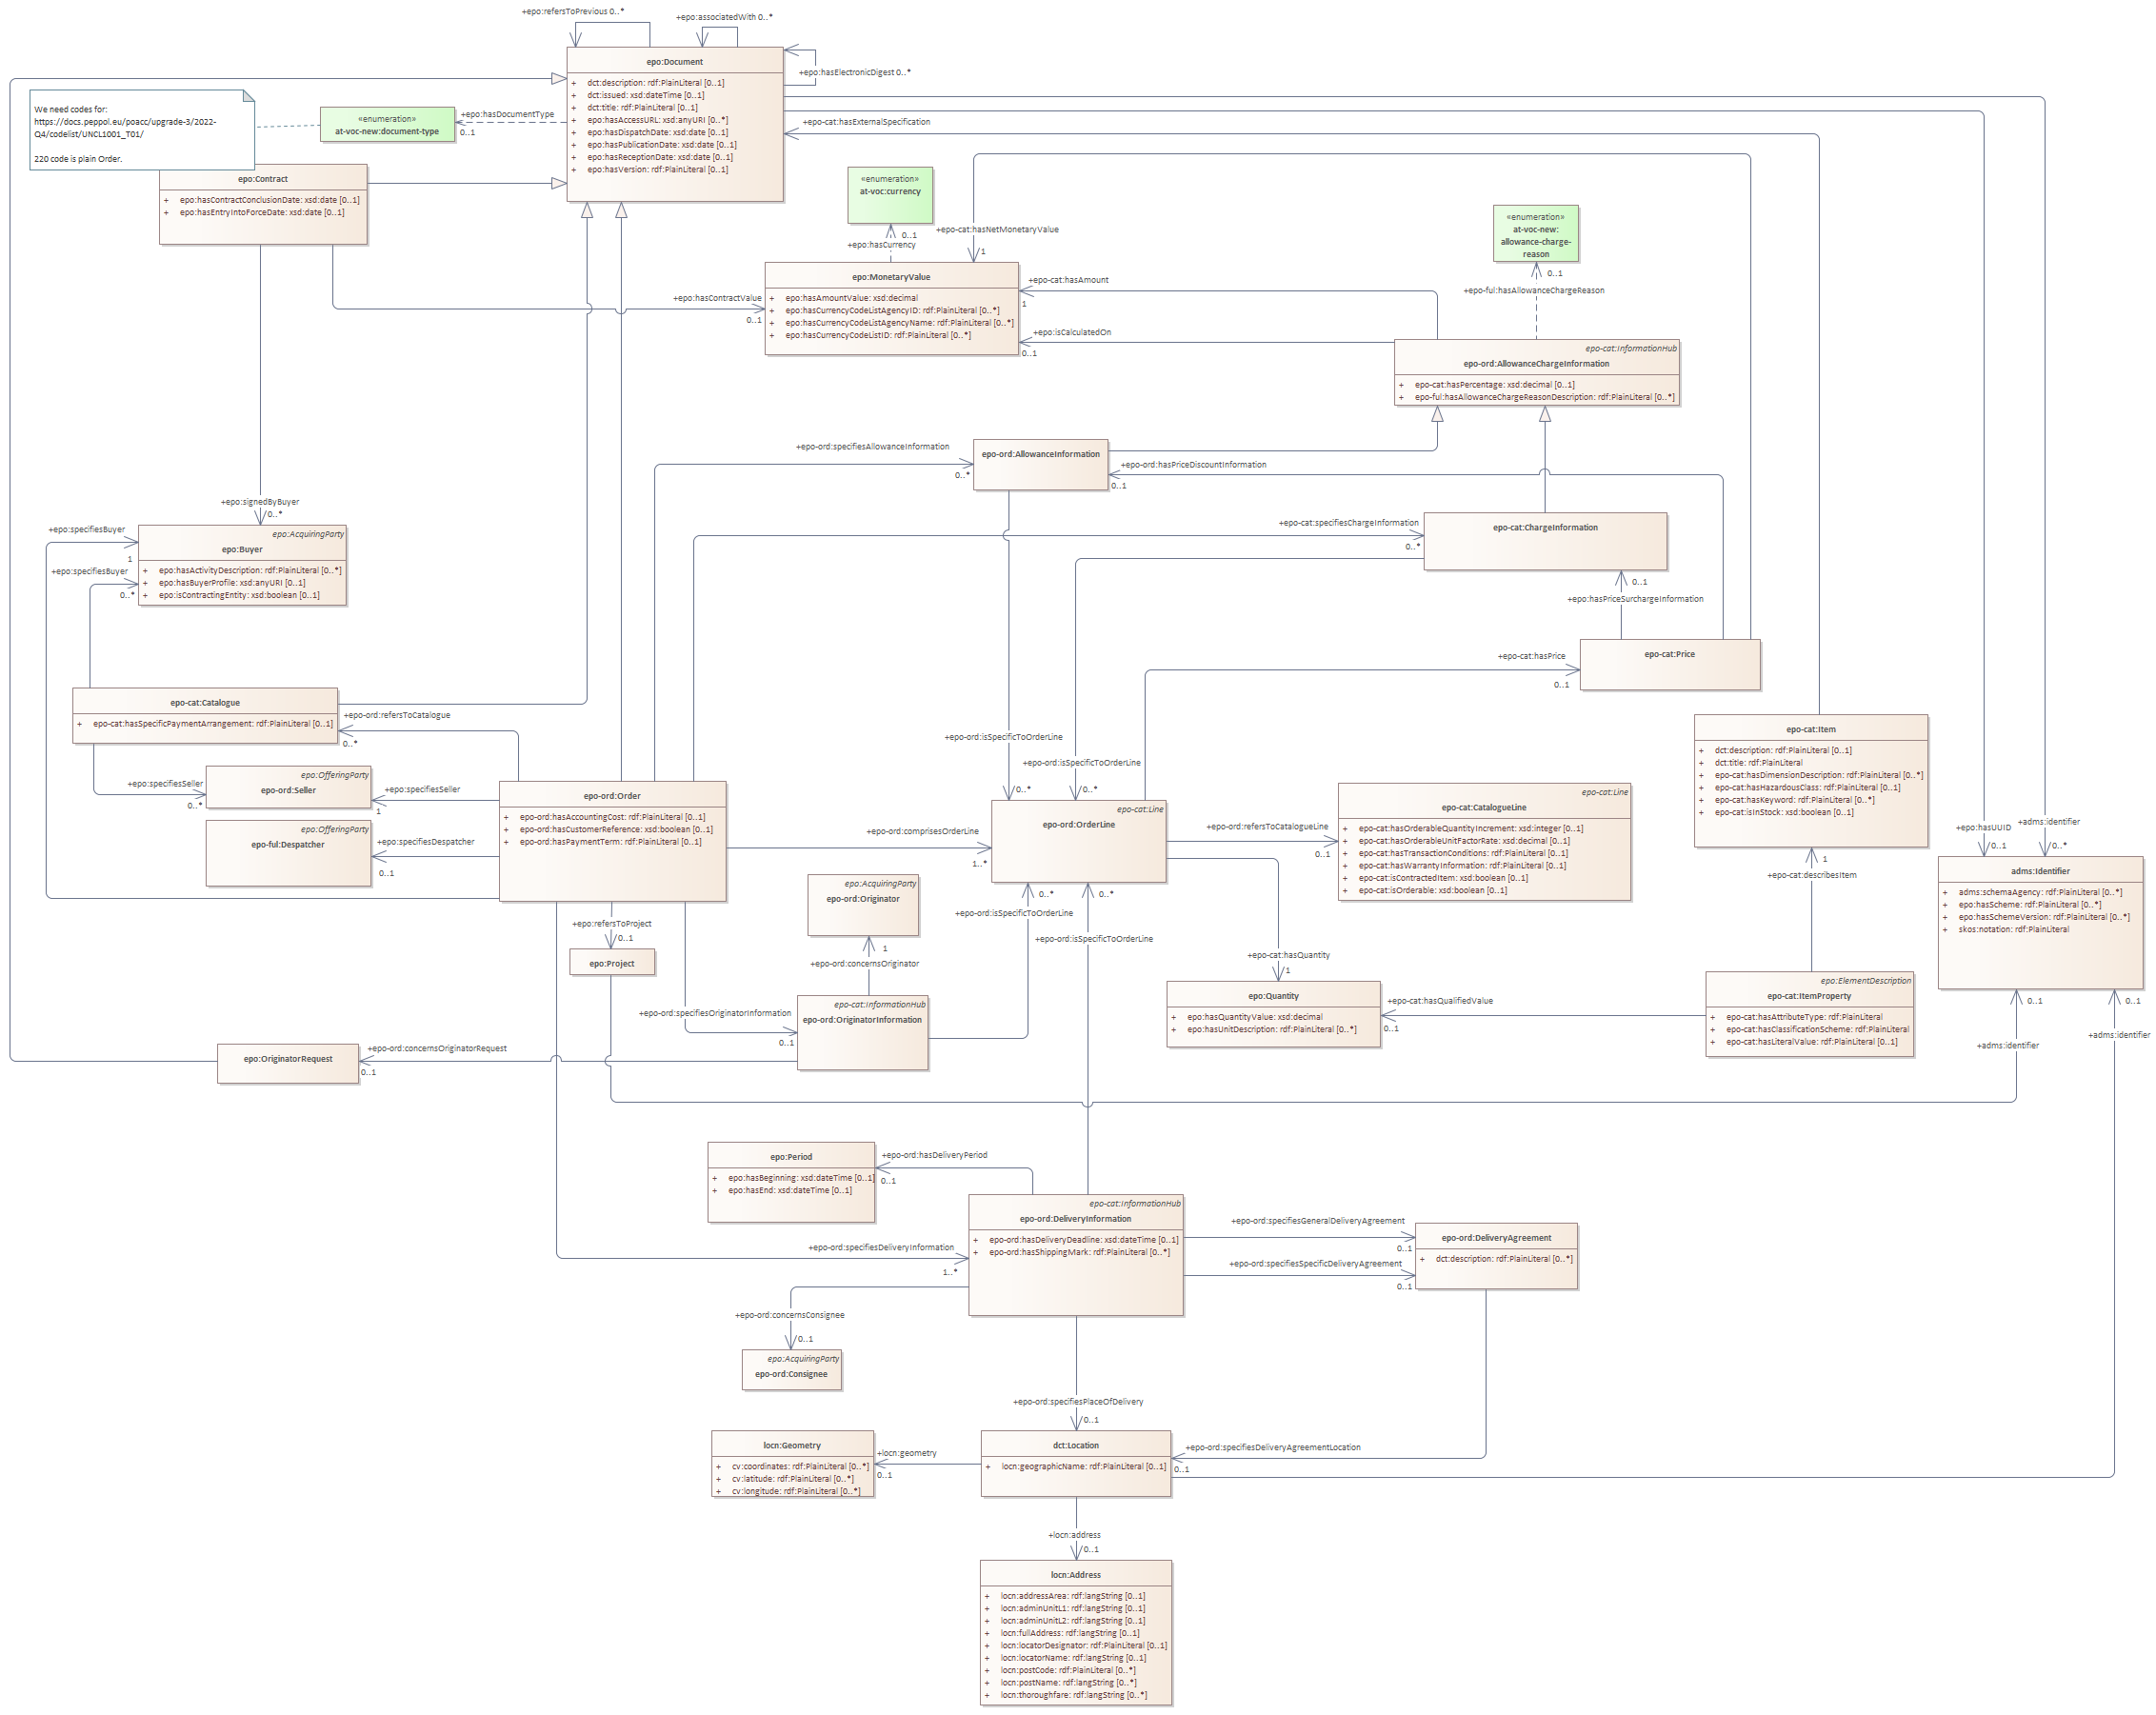 +epo:refersToPrevious 0..*
+epo:associatedWith 0..*
epo:Document
+epo:hasElectronicDigest 0..*
+ dct:description: rdf:PlainLiteral [0..1]
+ dct:issued: xsd:dateTime [0..1]
+ dct:title: rdf:PlainLiteral [0..1]
+ epo:hasAccessURL: xsd:anyURI [0..*]
+ epo:hasDispatchDate: xsd:date [0..1]
+ epo:hasPublicationDate: xsd:date [0..1]
+ epo:hasReceptionDate: xsd:date [0..1]
+ epo:hasVersion: rdf:PlainLiteral [0..1]
We need codes for:
https://docs.peppol.eu/poacc/upgrade-3/2022-
Q4/codelist/UNCL1001_T01/
220 code is plain Order.
«enumeration»
at-voc-new:document-type
+epo:hasDocumentType
0..1
+epo-cat:hasExternalSpecification
epo:Contract
+ epo:hasContractConclusionDate: xsd:date [0..1]
+ epo:hasEntryIntoForceDate: xsd:date [0..1]
«enumeration»
at-voc:currency
0..1
+epo:hasCurrency
+epo-cat:hasNetMonetaryValue
1
«enumeration»
at-voc-new:
allowance-charge-
reason
0..1
+epo-ful:hasAllowanceChargeReason
epo:MonetaryValue
+ epo:hasAmountValue: xsd:decimal
+ epo:hasCurrencyCodeListAgencyID: rdf:PlainLiteral [0..*]
+ epo:hasCurrencyCodeListAgencyName: rdf:PlainLiteral [0..*]
+ epo:hasCurrencyCodeListID: rdf:PlainLiteral [0..*]
+epo:hasContractValue
0..1
+epo-cat:hasAmount
1
+epo:isCalculatedOn
0..1
epo-cat:InformationHub
epo-ord:AllowanceChargeInformation
+ epo-cat:hasPercentage: xsd:decimal [0..1]
+ epo-ful:hasAllowanceChargeReasonDescription: rdf:PlainLiteral [0..*]
+epo-ord:specifiesAllowanceInformation
0..*
epo-ord:AllowanceInformation
+epo-ord:hasPriceDiscountInformation
0..1
+epo:signedByBuyer
0..*
+epo:specifiesBuyer
1
+epo:specifiesBuyer
0..*
epo:AcquiringParty
epo:Buyer
+ epo:hasActivityDescription: rdf:PlainLiteral [0..*]
+ epo:hasBuyerProfile: xsd:anyURI [0..1]
+ epo:isContractingEntity: xsd:boolean [0..1]
+epo-cat:specifiesChargeInformation
0..*
epo-cat:ChargeInformation
0..1
+epo:hasPriceSurchargeInformation
+epo-cat:hasPrice
0..1
epo-cat:Price
epo-cat:Catalogue
+ epo-cat:hasSpecificPaymentArrangement: rdf:PlainLiteral [0..1]
+epo-ord:refersToCatalogue
0..*
+epo-ord:isSpecificToOrderLine
0..*
+epo-ord:isSpecificToOrderLine
0..*
epo-cat:Item
+ dct:description: rdf:PlainLiteral [0..1]
+ dct:title: rdf:PlainLiteral
+ epo-cat:hasDimensionDescription: rdf:PlainLiteral [0..*]
+ epo-cat:hasHazardousClass: rdf:PlainLiteral [0..1]
+ epo-cat:hasKeyword: rdf:PlainLiteral [0..*]
+ epo-cat:isInStock: xsd:boolean [0..1]
+epo:specifiesSeller
0..*
epo:OfferingParty
epo-ord:Seller
+epo:specifiesSeller
1
epo:OfferingParty
epo-ful:Despatcher
+epo:specifiesDespatcher
0..1
epo-ord:Order
+ epo-ord:hasAccountingCost: rdf:PlainLiteral [0..1]
+ epo-ord:hasCustomerReference: xsd:boolean [0..1]
+ epo-ord:hasPaymentTerm: rdf:PlainLiteral [0..1]
+epo-ord:comprisesOrderLine
1..*
epo-cat:Line
epo-ord:OrderLine
+epo-ord:refersToCatalogueLine
0..1
epo-cat:Line
epo-cat:CatalogueLine
+ epo-cat:hasOrderableQuantityIncrement: xsd:integer [0..1]
+ epo-cat:hasOrderableUnitFactorRate: xsd:decimal [0..1]
+ epo-cat:hasTransactionConditions: rdf:PlainLiteral [0..1]
+ epo-cat:hasWarrantyInformation: rdf:PlainLiteral [0..1]
+ epo-cat:isContractedItem: xsd:boolean [0..1]
+ epo-cat:isOrderable: xsd:boolean [0..1]
+epo:hasUUID
0..1
+adms:identifier
0..*
adms:Identifier
+ adms:schemaAgency: rdf:PlainLiteral [0..*]
+ epo:hasScheme: rdf:PlainLiteral [0..*]
+ epo:hasSchemeVersion: rdf:PlainLiteral [0..*]
+ skos:notation: rdf:PlainLiteral
1
+epo-cat:describesItem
epo:AcquiringParty
epo-ord:Originator
1
+epo-ord:concernsOriginator
0..*
+epo-ord:isSpecificToOrderLine
0..*
+epo-ord:isSpecificToOrderLine
+epo:refersToProject
0..1
epo:Project
+epo-cat:hasQuantity
1
epo:Quantity
+ epo:hasQuantityValue: xsd:decimal
+ epo:hasUnitDescription: rdf:PlainLiteral [0..*]
+epo-cat:hasQualifiedValue
0..1
epo:ElementDescription
epo-cat:ItemProperty
+ epo-cat:hasAttributeType: rdf:PlainLiteral
+ epo-cat:hasClassificationScheme: rdf:PlainLiteral
+ epo-cat:hasLiteralValue: rdf:PlainLiteral [0..1]
0..1
+adms:identifier
0..1
+adms:identifier
+epo-ord:specifiesOriginatorInformation
0..1
epo-cat:InformationHub
epo-ord:OriginatorInformation
epo:OriginatorRequest
+epo-ord:concernsOriginatorRequest
0..1
epo:Period
+ epo:hasBeginning: xsd:dateTime [0..1]
+ epo:hasEnd: xsd:dateTime [0..1]
+epo-ord:hasDeliveryPeriod
0..1
+epo-ord:specifiesDeliveryInformation
1..*
epo-cat:InformationHub
epo-ord:DeliveryInformation
+ epo-ord:hasDeliveryDeadline: xsd:dateTime [0..1]
+ epo-ord:hasShippingMark: rdf:PlainLiteral [0..*]
+epo-ord:specifiesGeneralDeliveryAgreement
0..1
+epo-ord:specifiesSpecificDeliveryAgreement
0..1
epo-ord:DeliveryAgreement
+ dct:description: rdf:PlainLiteral [0..*]
+epo-ord:concernsConsignee
0..1
epo:AcquiringParty
epo-ord:Consignee
+epo-ord:specifiesPlaceOfDelivery
0..1
locn:Geometry
+ cv:coordinates: rdf:PlainLiteral [0..*]
+ cv:latitude: rdf:PlainLiteral [0..*]
+ cv:longitude: rdf:PlainLiteral [0..*]
+locn:geometry
0..1
dct:Location
+ locn:geographicName: rdf:PlainLiteral [0..1]
+epo-ord:specifiesDeliveryAgreementLocation
0..1
+locn:address
0..1
locn:Address
+ locn:addressArea: rdf:langString [0..1]
+ locn:adminUnitL1: rdf:langString [0..1]
+ locn:adminUnitL2: rdf:langString [0..1]
+ locn:fullAddress: rdf:langString [0..1]
+ locn:locatorDesignator: rdf:PlainLiteral [0..1]
+ locn:locatorName: rdf:langString [0..1]
+ locn:postCode: rdf:PlainLiteral [0..*]
+ locn:postName: rdf:langString [0..*]
+ locn:thoroughfare: rdf:langString [0..*]